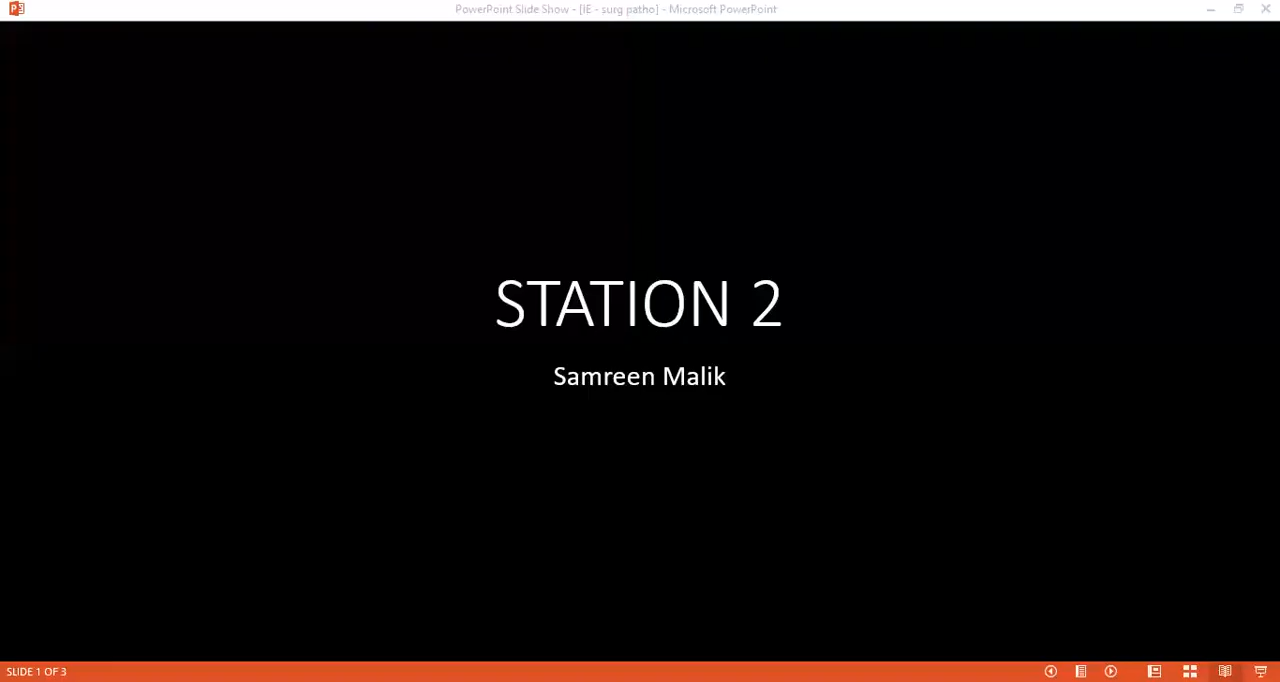 PowerPoint Slide Show - [IE - surg patho] - Microsoft PowerPoint
STATION 2
Samreen Malik
SLIDE 1 OF 3